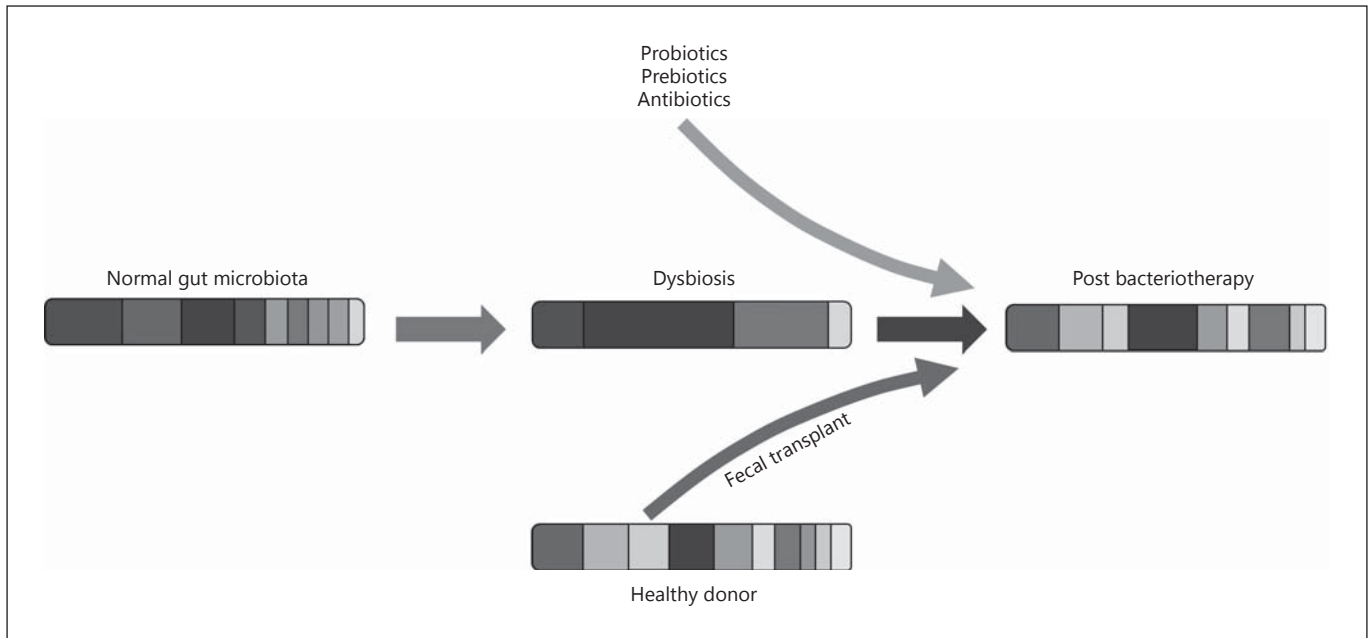 Probiotics
Prebiotics
Antibiotics
Normal gut microbiota
Dysbiosis
Post bacteriotherapy
Fecal transplant
Healthy donor